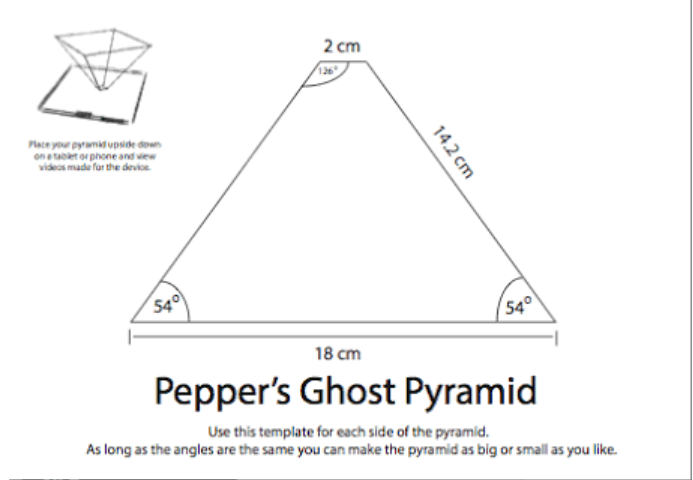 2 cm
126°
14.2 cm
Place your pyramid upside down
on a tablet or phone and view
videos made for the device.
54°
54°
18 cm
Pepper's Ghost Pyramid
Use this template for each side of the pyramid.
As long as the angles are the same you can make the pyramid as big or small as you like.